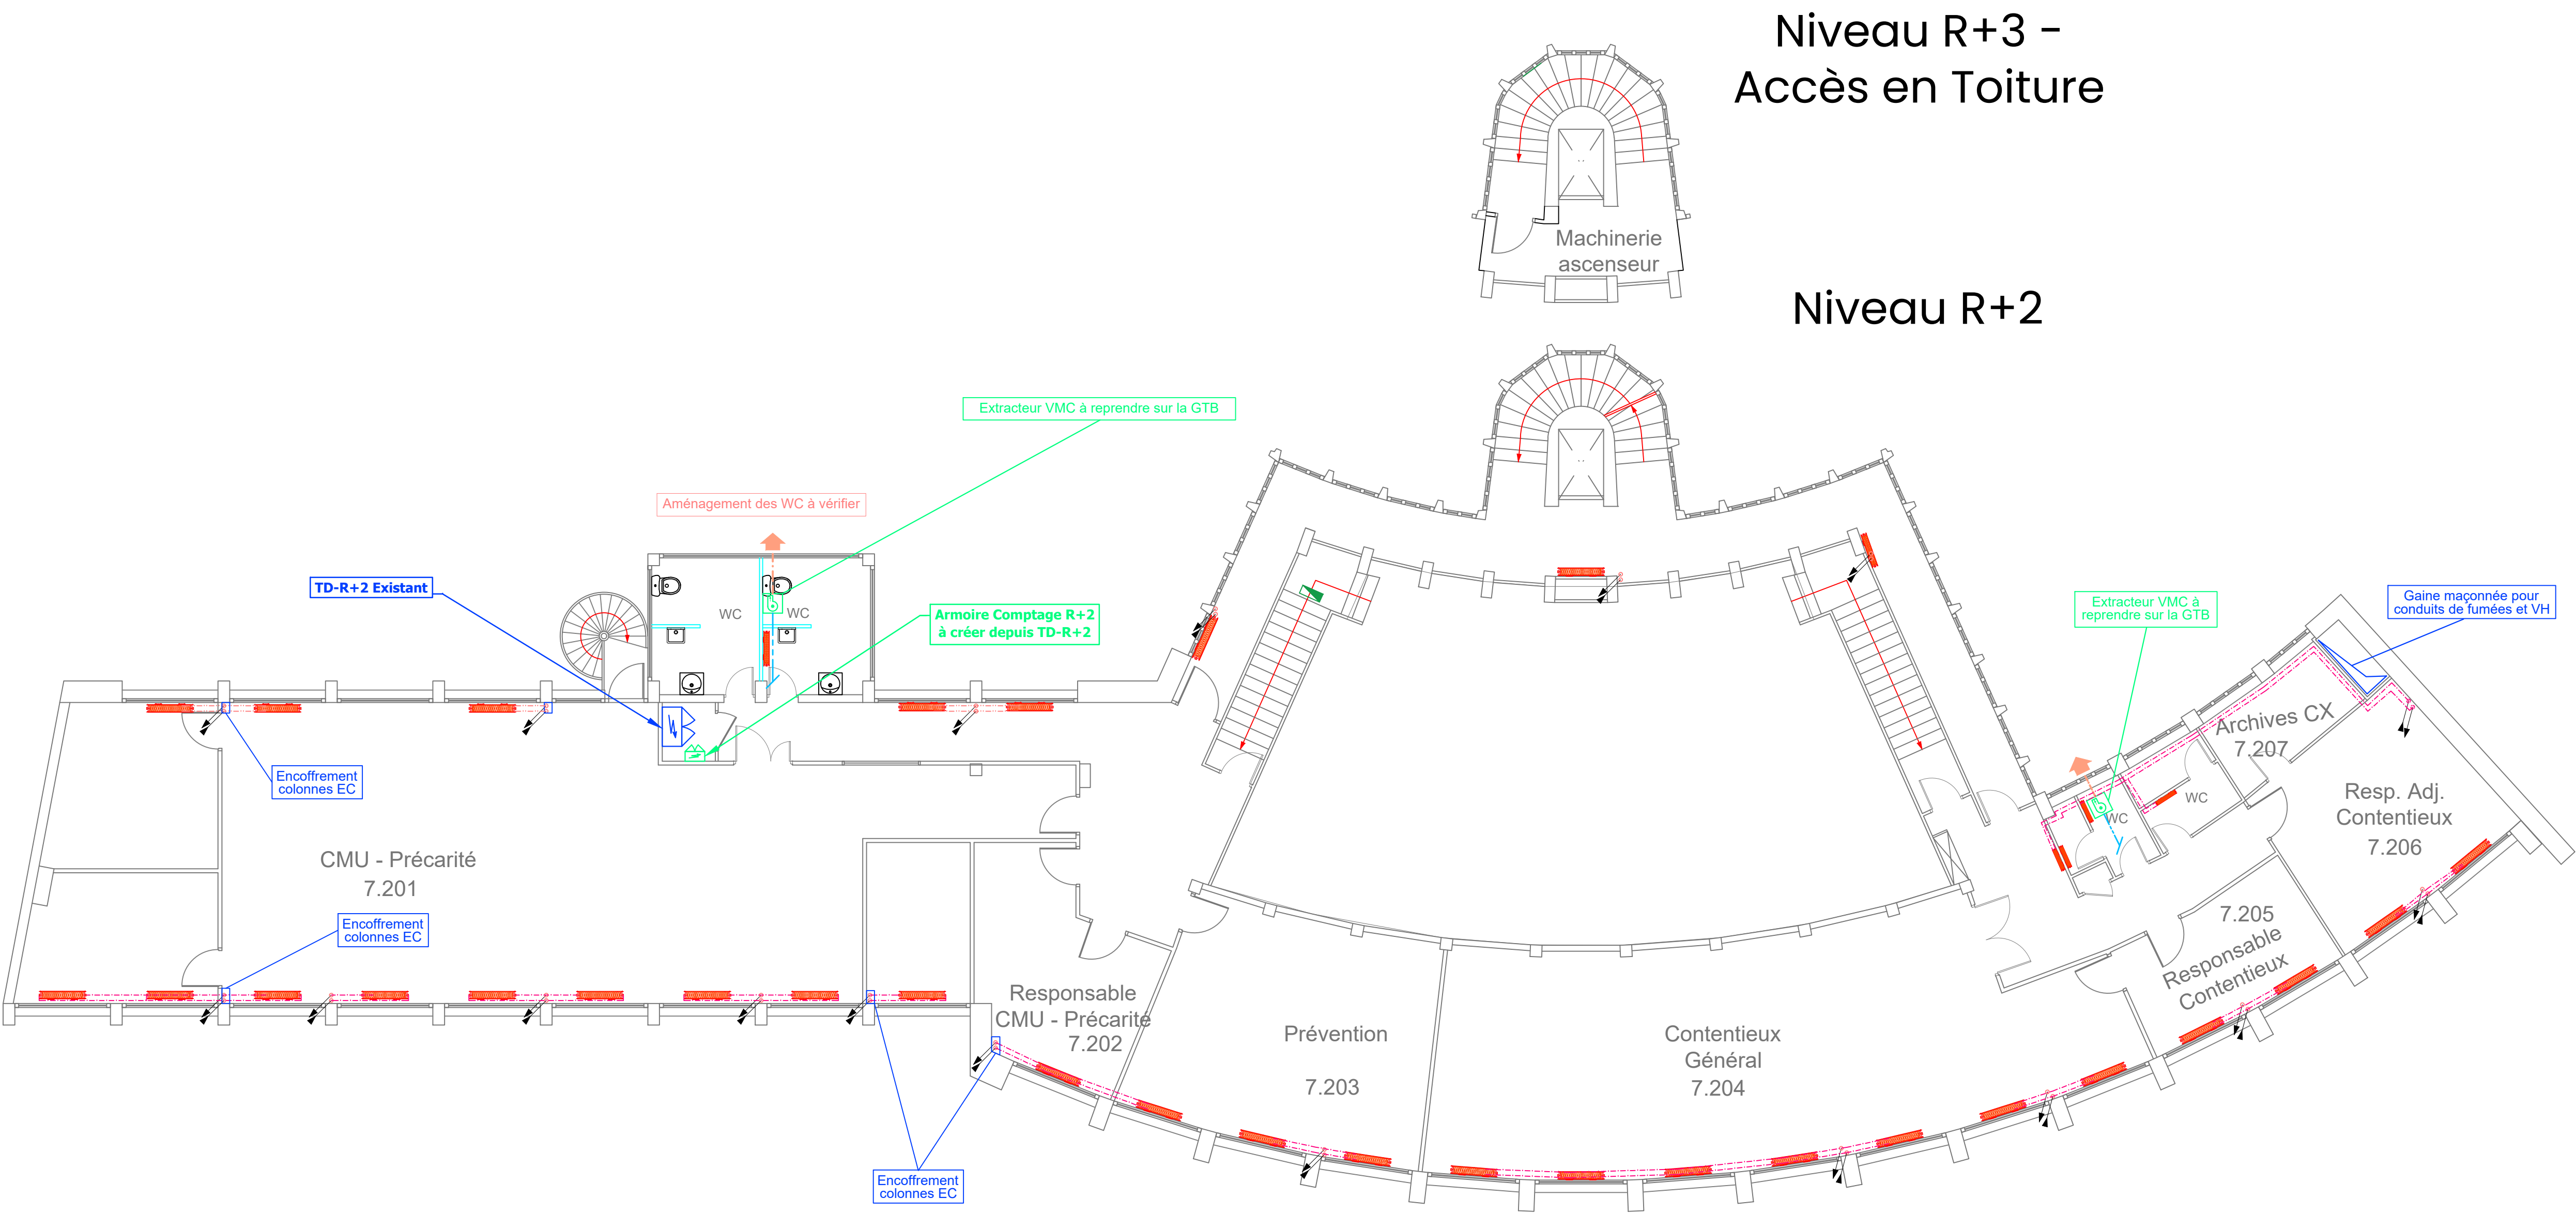 Niveau R+3 -
Accès en Toiture
Machinerie
ascenseur
Niveau R+2
Extracteur VMC à reprendre sur la GTB
Aménagement des WC à vérifier
TD-R+2 Existant
WC
WC
Armoire Comptage R+2
à créer depuis TD-R+2
Extracteur VMC à
reprendre sur la GTB
Gaine maçonnée pour
conduits de fumées et VH
Archives CX
7.207
WC
WC
Resp. Adj.
Contentieux
7.206
Encoffrement
colonnes EC
CMU - Précarité
7.201
Encoffrement
colonnes EC
7.205
Responsable
Contentieux
Responsable
CMU - Précarité
7.202
Prévention
7.203
Contentieux
Général
7.204
Encoffrement
colonnes EC